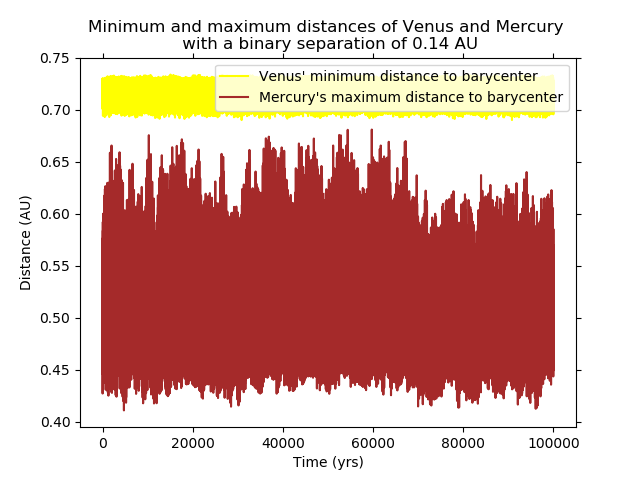 Minimum and maximum distances of Venus and Mercury
with a binary separation of 0.14 AU
Venus' minimum distance to barycenter
Mercury's maximum distance to barycenter
Distance (AU)
0.75
0.70
0.65
0.60
0.55
0.50
0.45
0.40
0 20000 40000 60000 80000 100000
Time (yrs)